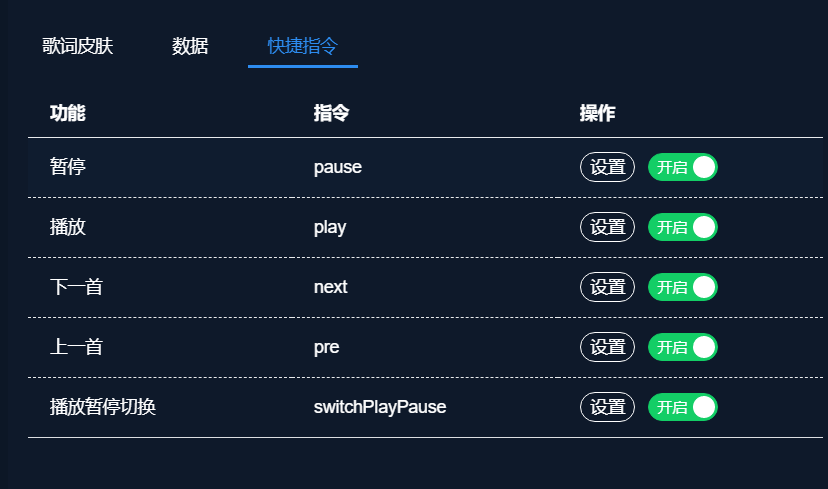 歌词皮肤 数据 快捷指令
功能 指令 操作
暂停 pause 设置 开启
播放 play 设置 开启
下一首 next 设置 开启
上一首 pre 设置 开启
播放暂停切换 switchPlayPause 设置 开启